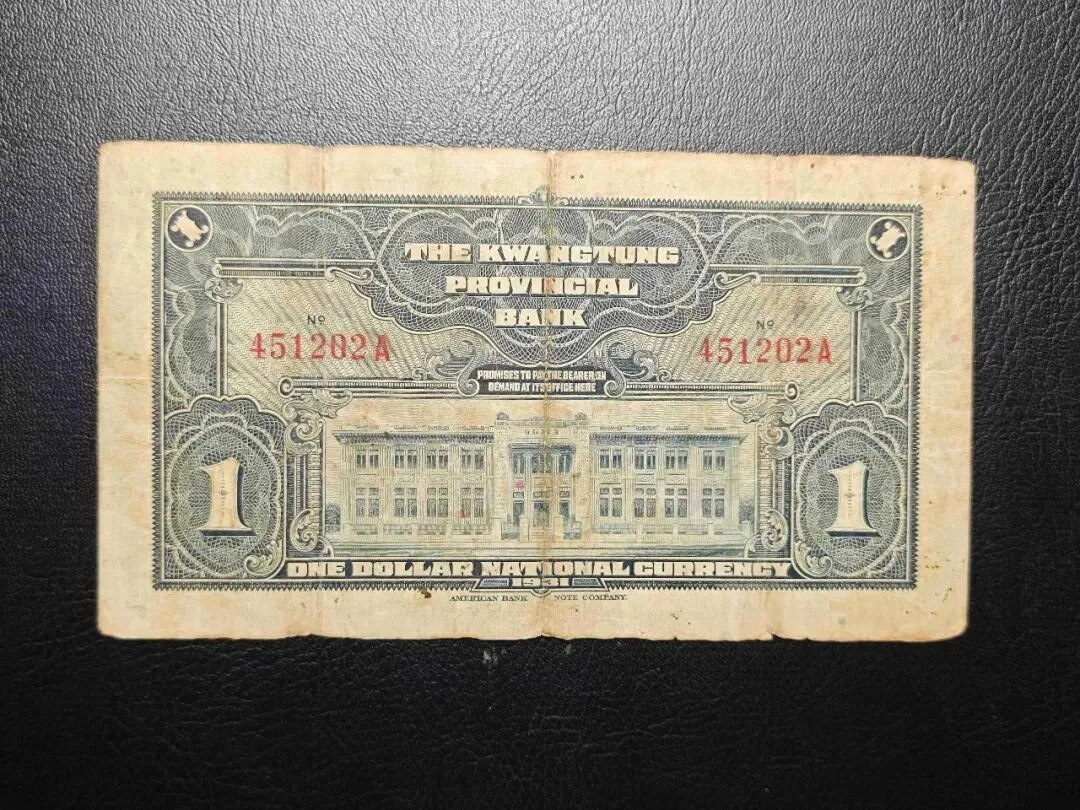 THE KWANGTUNG
PROVINCIAL
BANK
Nº
451202A
Nº
451202A
PROMISES TO PAY THE BEARER ON
DEMAND AT ITS OFFICE HERE
1
1
ONE DOLLAR NATIONAL CURRENCY
1931
AMERICAN BANK NOTE COMPANY.